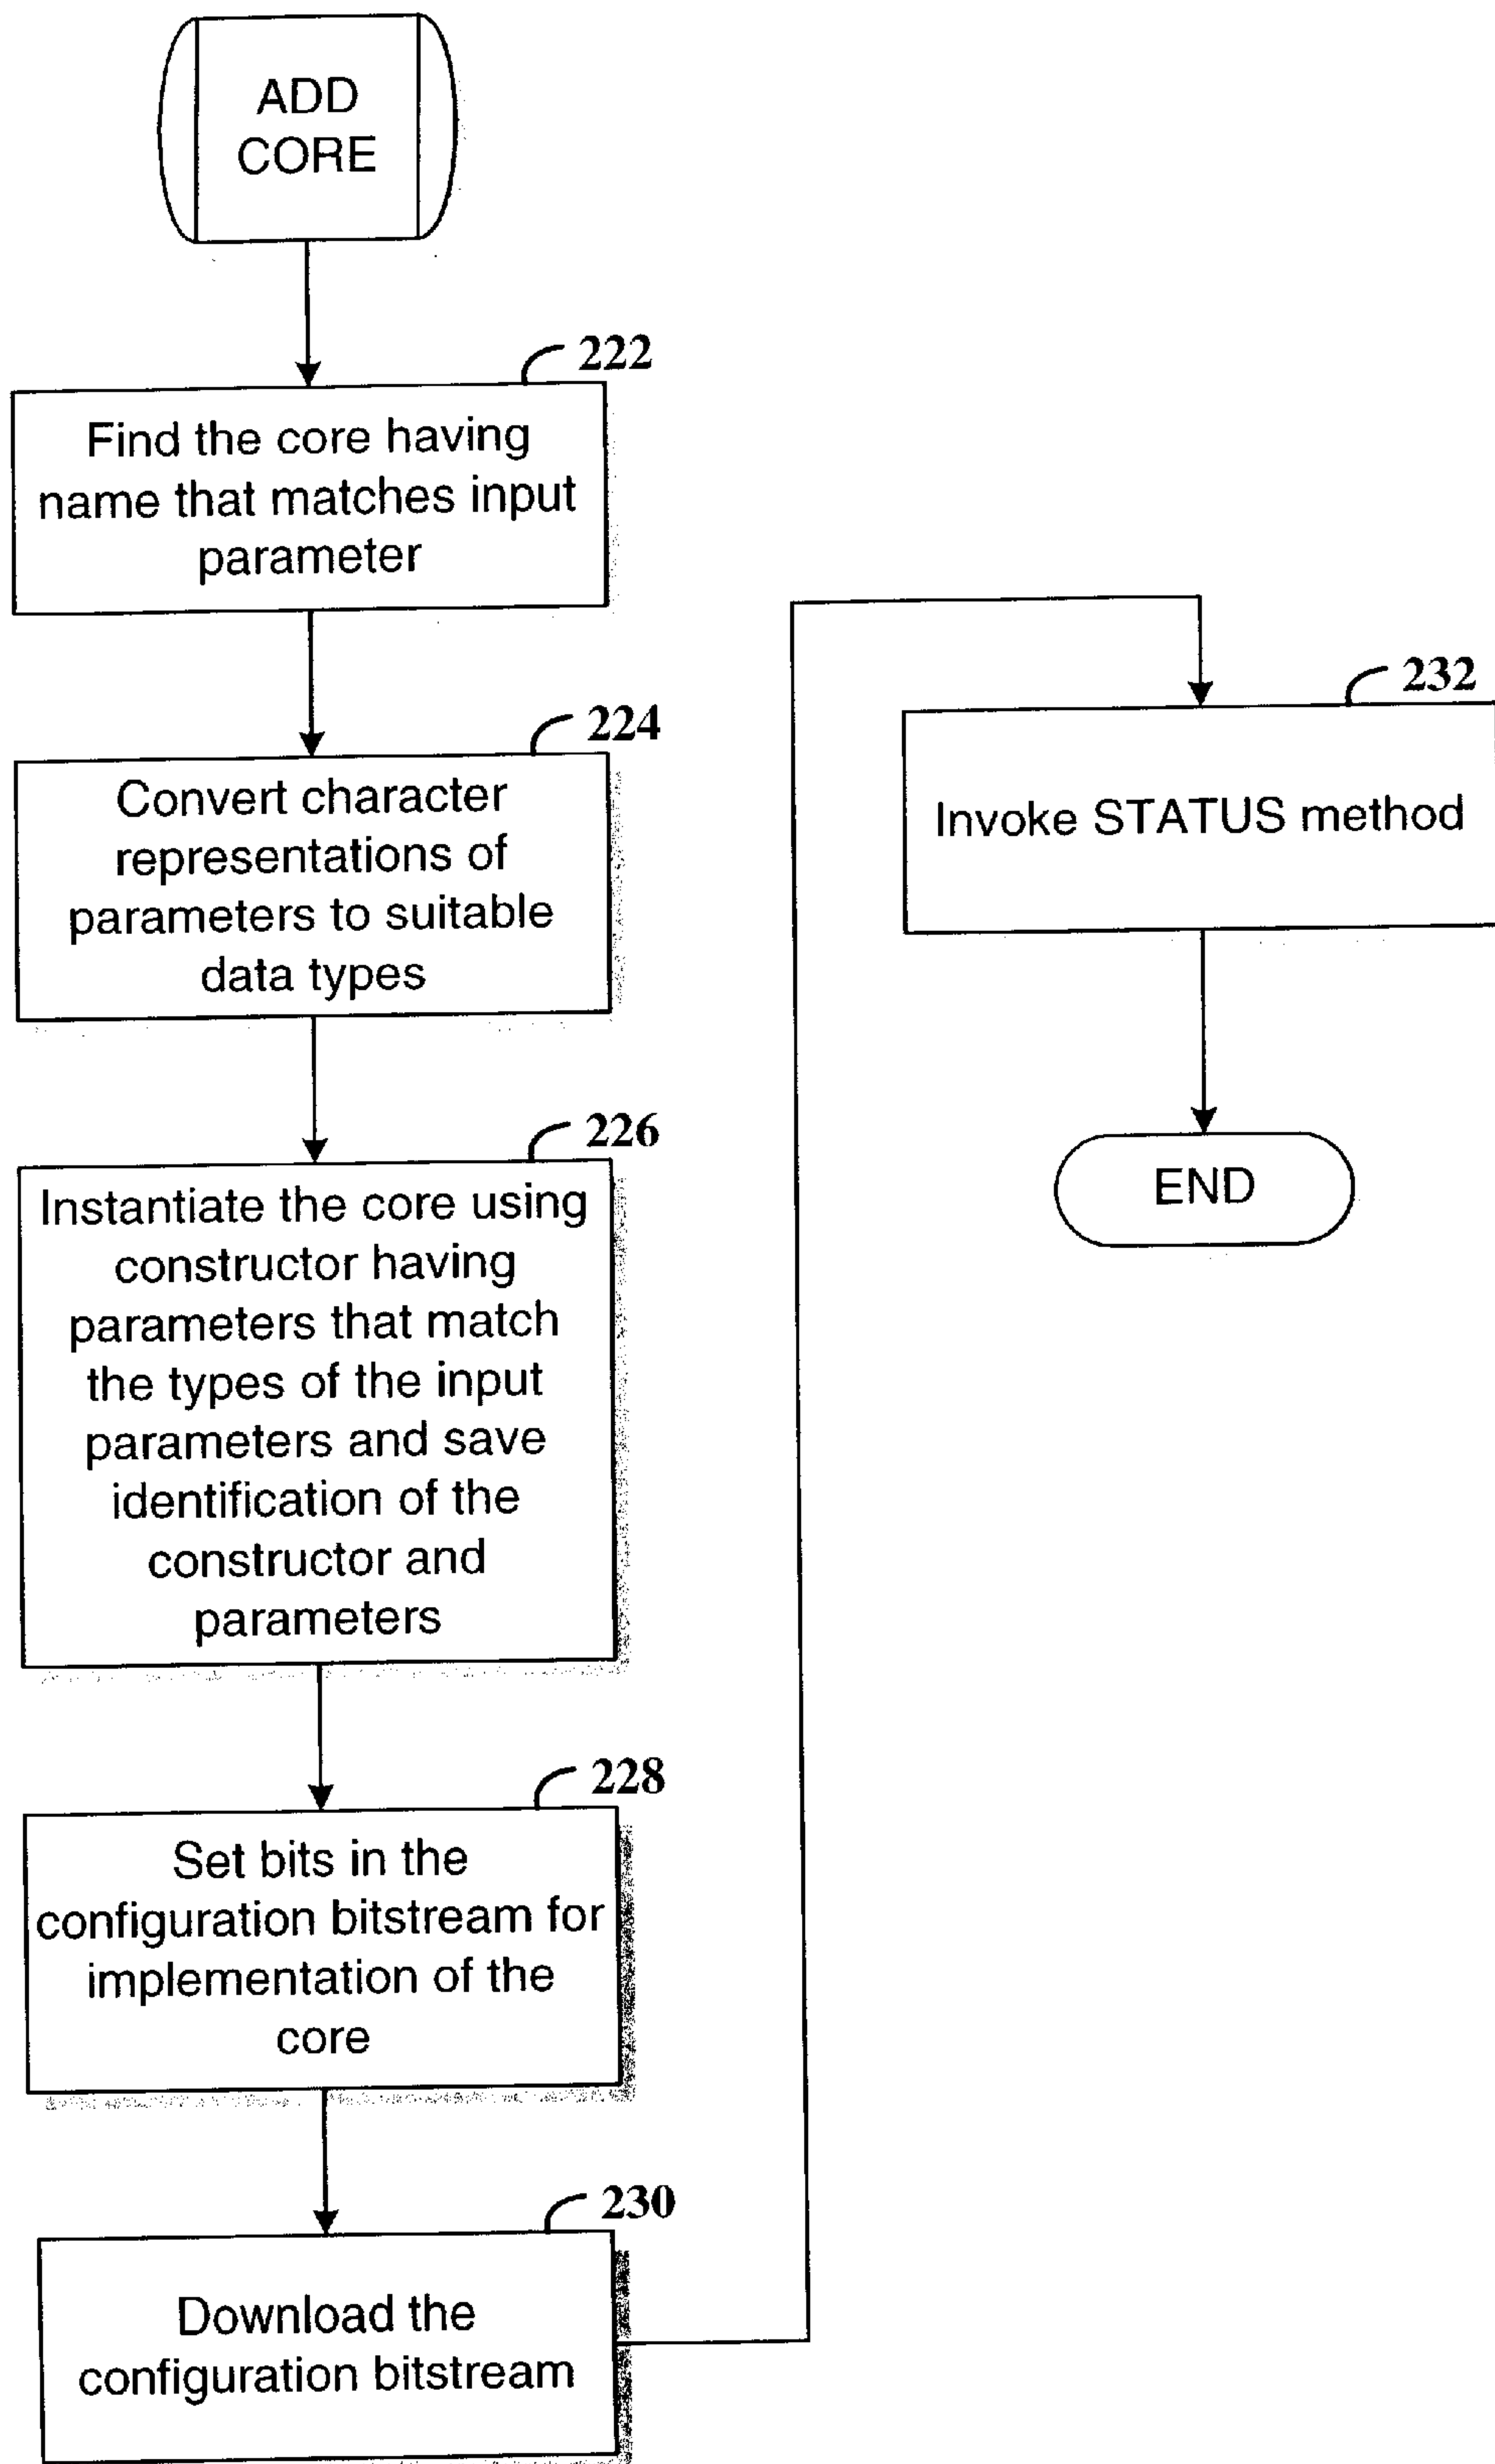 ADD
CORE
222
Find the core having
name that matches input
parameter
224
Convert character
representations of
parameters to suitable
data types
226
Instantiate the core using
constructor having
parameters that match
the types of the input
parameters and save
identification of the
constructor and
parameters
228
Set bits in the
configuration bitstream for
implementation of the
core
230
Download the
configuration bitstream
232
Invoke STATUS method
END